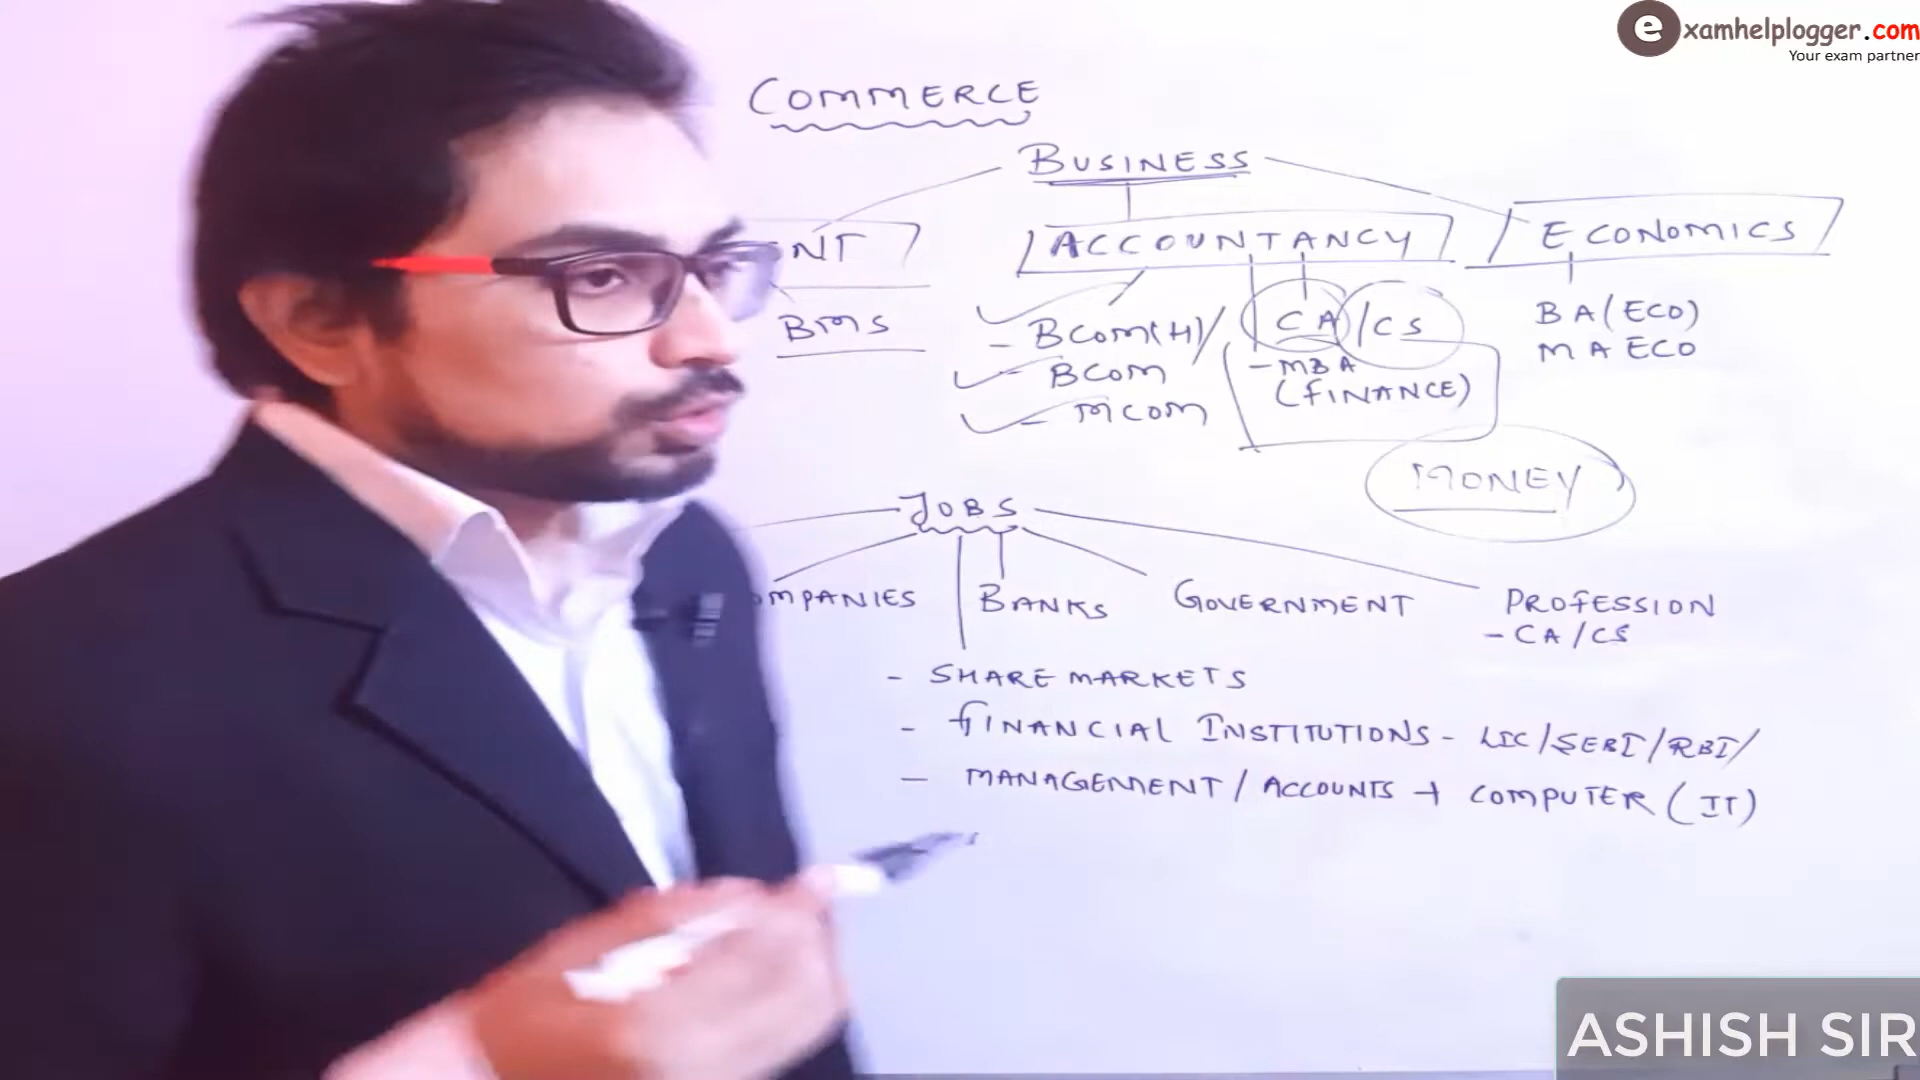 examhelplogger.com
Your exam partner
COMMERCE
BUSINESS
NT
ACCOUNTANCY
ECONOMICS
BMS
- BCOM(H)/
CA/CS
BA(ECO)
- BCOM
- MBA
MA ECO
(FINANCE)
- MCOM
MONEY
JOBS
OMPANIES
BANKS
GOVERNMENT
PROFESSION
- CA/CS
- SHARE MARKETS
- FINANCIAL INSTITUTIONS - LIC/SEBI/RBI/
- MANAGEMENT/ACCOUNTS + COMPUTER (IT)
ASHISH SIR